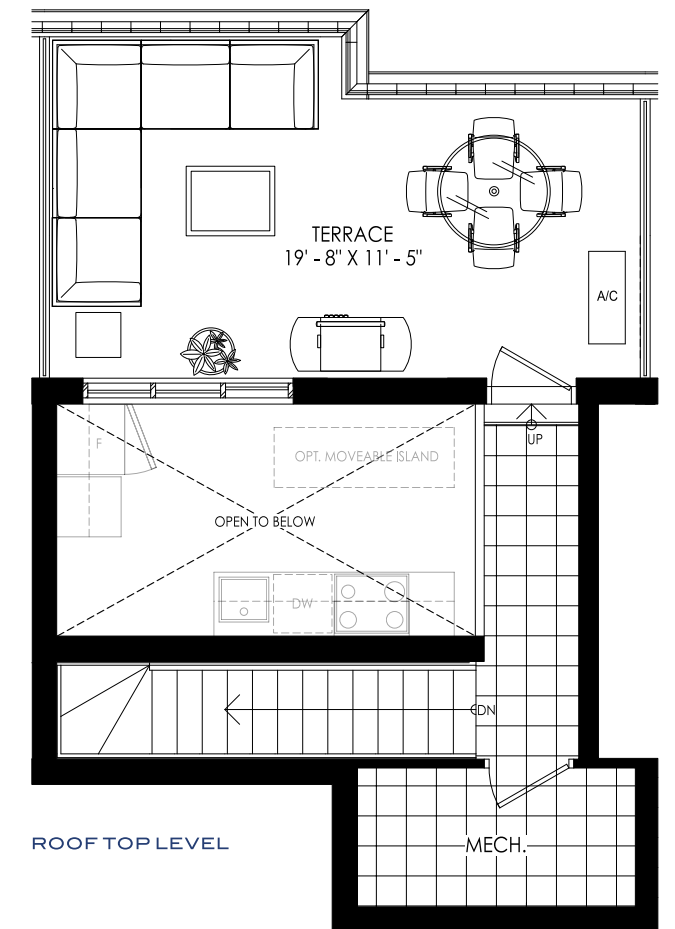 TERRACE
19' - 8" X 11' - 5"
A/C
UP
F
OPT. MOVEABLE ISLAND
OPEN TO BELOW
DW
DN
ROOF TOP LEVEL
MECH.